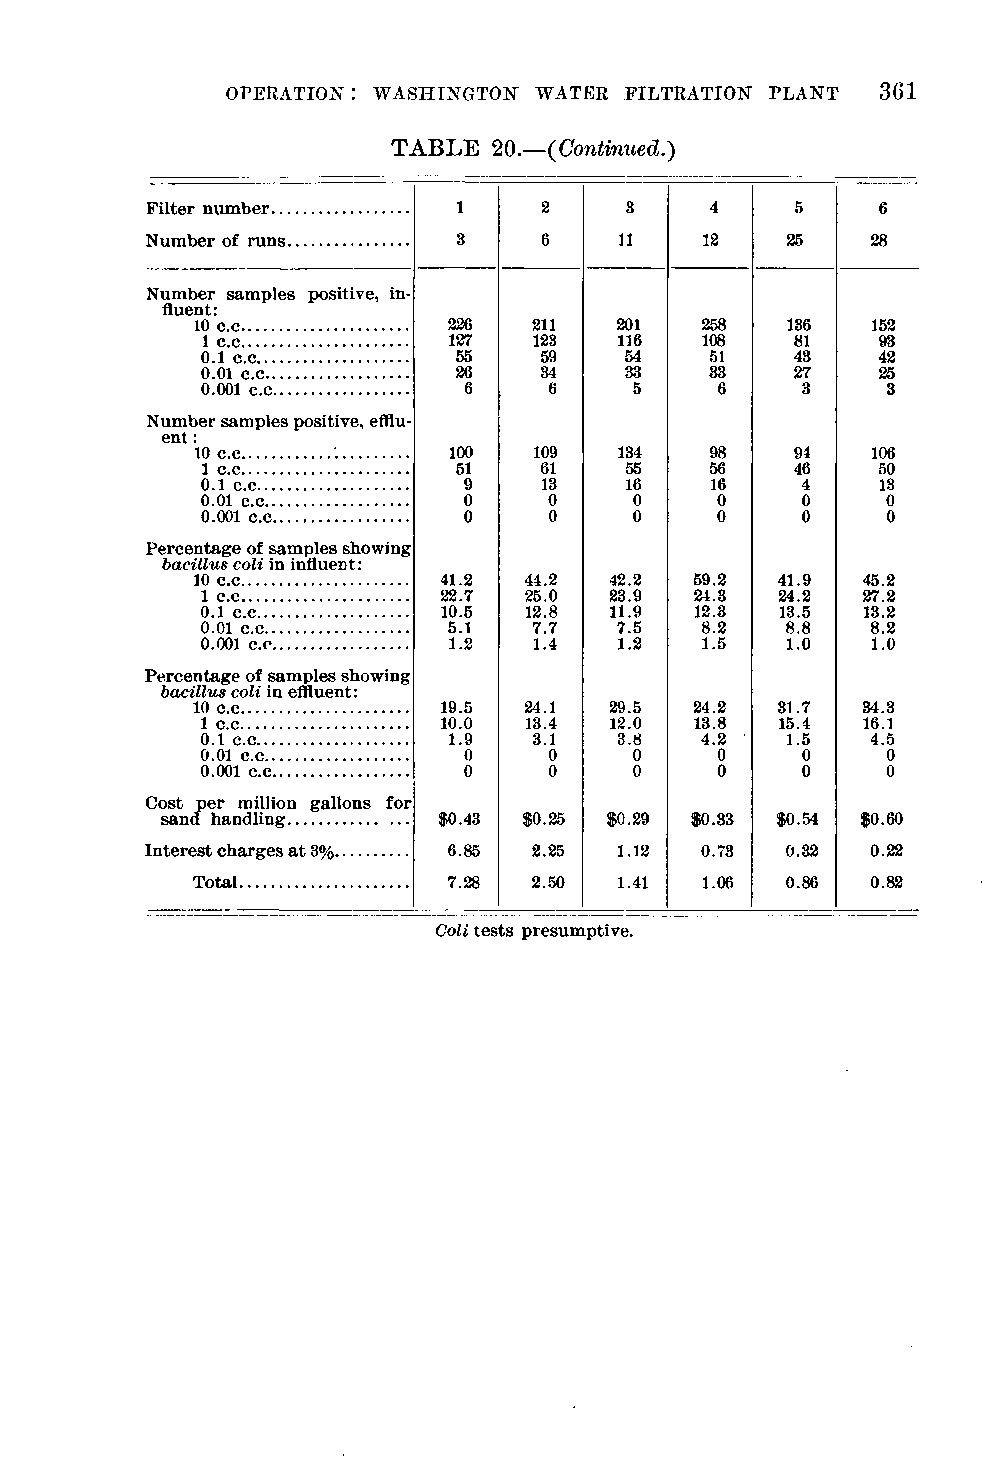 OPERATION: WASHINGTON WATER FILTRATION PLANT 361
TABLE 20.—(Continued.)
Filter number.................. 1 2 3 4 5 6
Number of runs................ 3 6 11 12 25 28
Number samples positive, in-
fluent:
10 c.c...................... 226 211 201 258 136 152
1 c.c...................... 127 123 116 108 81 93
0.1 c.c.................... 55 59 54 51 43 42
0.01 c.c................... 26 34 33 33 27 25
0.001 c.c.................. 6 6 5 6 3 3
Number samples positive, efflu-
ent:
10 c.c...................... 100 109 134 98 94 106
1 c.c...................... 51 61 55 56 46 50
0.1 c.c.................... 9 13 16 16 4 13
0.01 c.c................... 0 0 0 0 0 0
0.001 c.c.................. 0 0 0 0 0 0
Percentage of samples showing
bacillus coli in influent:
10 c.c...................... 41.2 44.2 42.2 59.2 41.9 45.2
1 c.c...................... 22.7 25.0 23.9 24.3 24.2 27.2
0.1 c.c.................... 10.5 12.8 11.9 12.3 13.5 13.2
0.01 c.c................... 5.1 7.7 7.5 8.2 8.8 8.2
0.001 c.c.................. 1.2 1.4 1.2 1.5 1.0 1.0
Percentage of samples showing
bacillus coli in effluent:
10 c.c...................... 19.5 24.1 29.5 24.2 31.7 34.3
1 c.c...................... 10.0 13.4 12.0 13.8 15.4 16.1
0.1 c.c.................... 1.9 3.1 3.8 4.2 1.5 4.5
0.01 c.c................... 0 0 0 0 0 0
0.001 c.c.................. 0 0 0 0 0 0
Cost per million gallons for
sand handling............ ... $0.43 $0.25 $0.29 $0.33 $0.54 $0.60
Interest charges at 3%.......... 6.85 2.25 1.12 0.73 0.32 0.22
Total...................... 7.28 2.50 1.41 1.06 0.86 0.82
Coli tests presumptive.